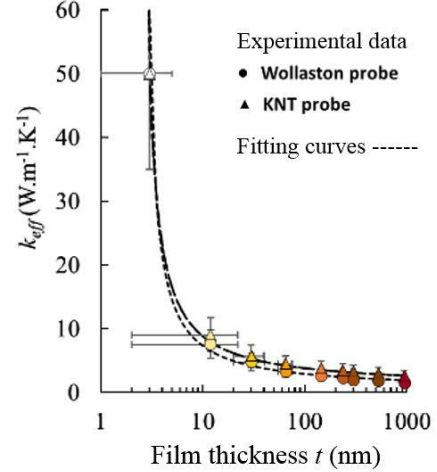 60
50
40
30
20
10
0
k_eff (W.m⁻¹.K⁻¹)
Experimental data
● Wollaston probe
▲ KNT probe
Fitting curves ------
1 10 100 1000
Film thickness t (nm)